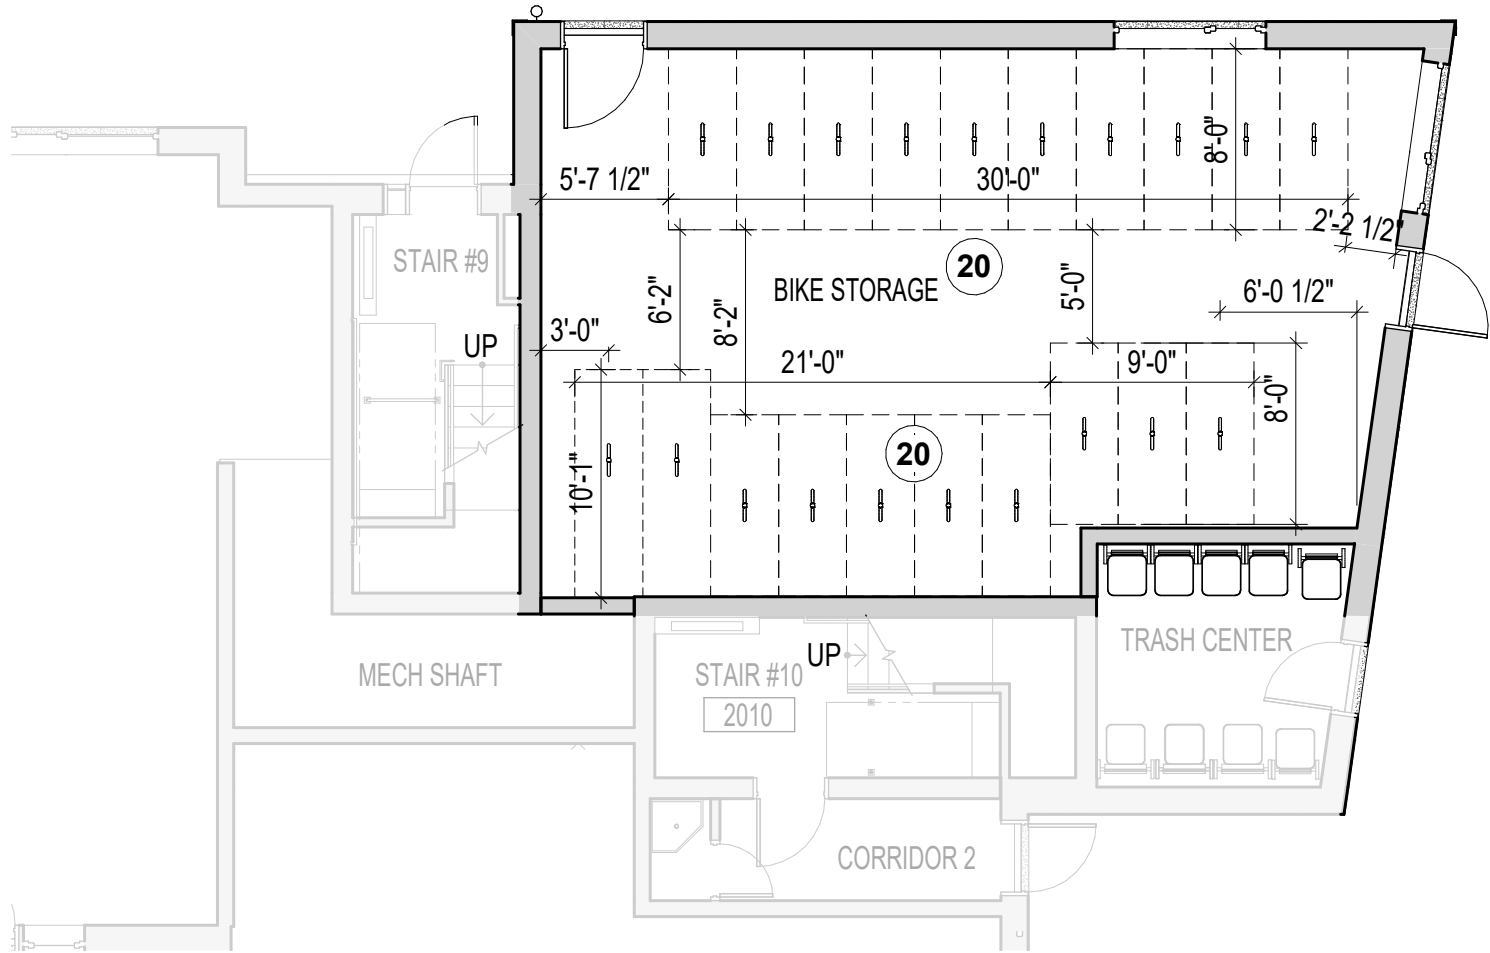 8'-0"
5'-7 1/2"
30'-0"
2'-2 1/2"
STAIR #9
20
BIKE STORAGE
6'-2"
8'-2"
5'-0"
6'-0 1/2"
3'-0"
UP
21'-0"
9'-0"
8'-0"
20
10'-1"
TRASH CENTER
UP
MECH SHAFT
STAIR #10
2010
CORRIDOR 2